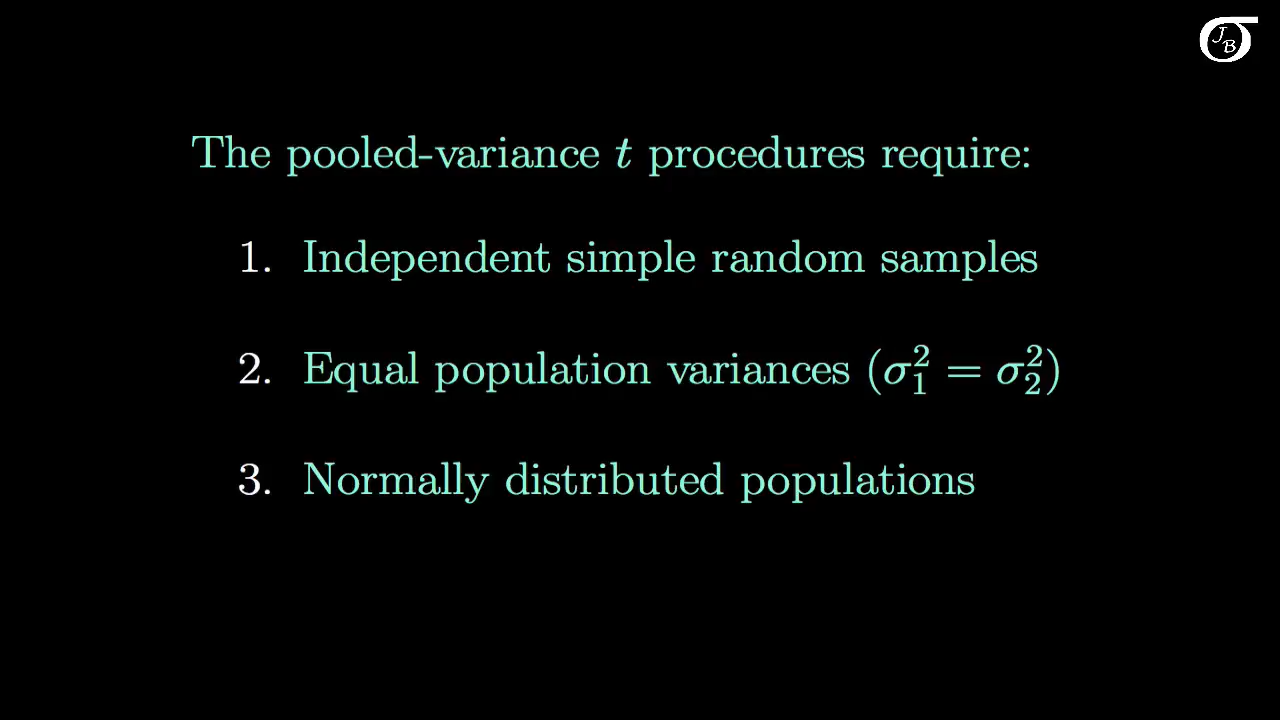 JB
The pooled-variance t procedures require:
1. Independent simple random samples
2. Equal population variances (σ₁² = σ₂²)
3. Normally distributed populations